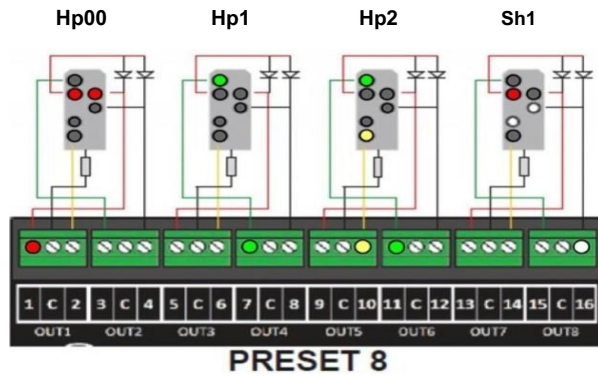 Hp00 Hp1 Hp2 Sh1
1 C 2 3 C 4 5 C 6 7 C 8 9 C 10 11 C 12 13 C 14 15 C 16
OUT1 OUT2 OUT3 OUT4 OUT5 OUT6 OUT7 OUT8
PRESET 8